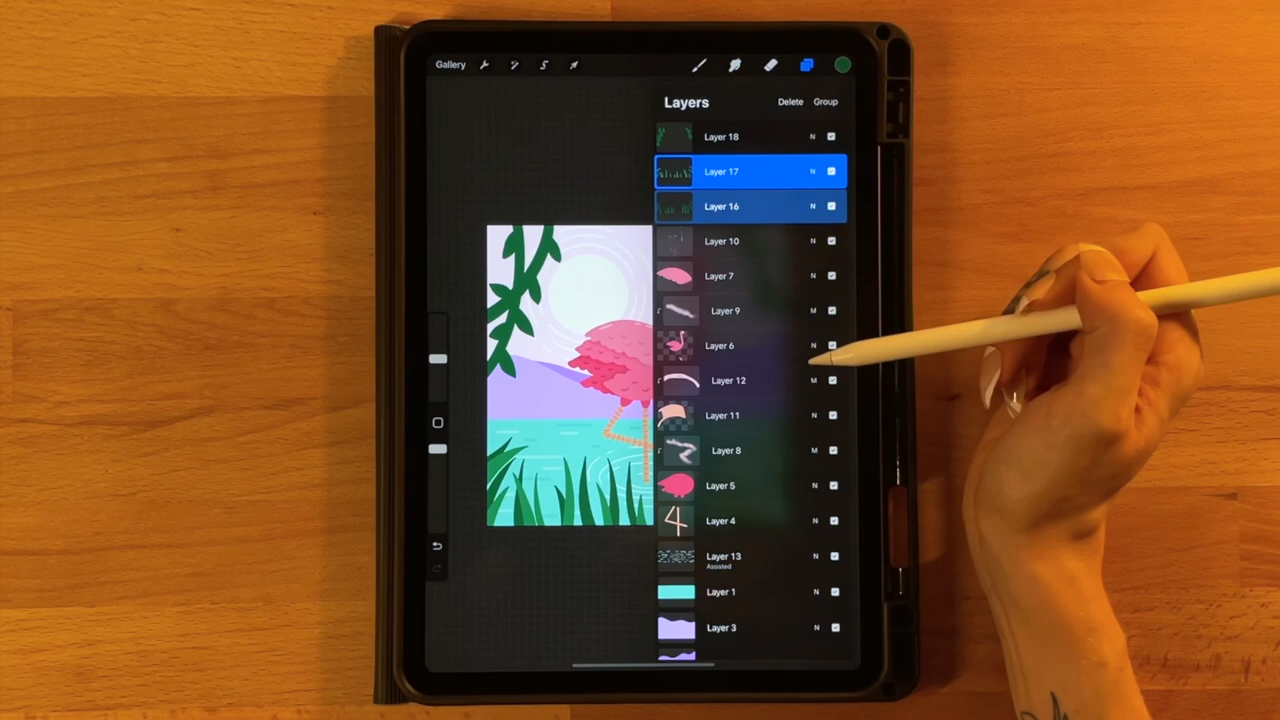 Gallery
Layers Delete Group
Layer 18 N
Layer 17 N
Layer 16 N
Layer 10 N
Layer 7 N
Layer 9 M
Layer 6 N
Layer 12 M
Layer 11 N
Layer 8 M
Layer 5 N
Layer 4 N
Layer 13 N
Assisted
Layer 1 N
Layer 3 N